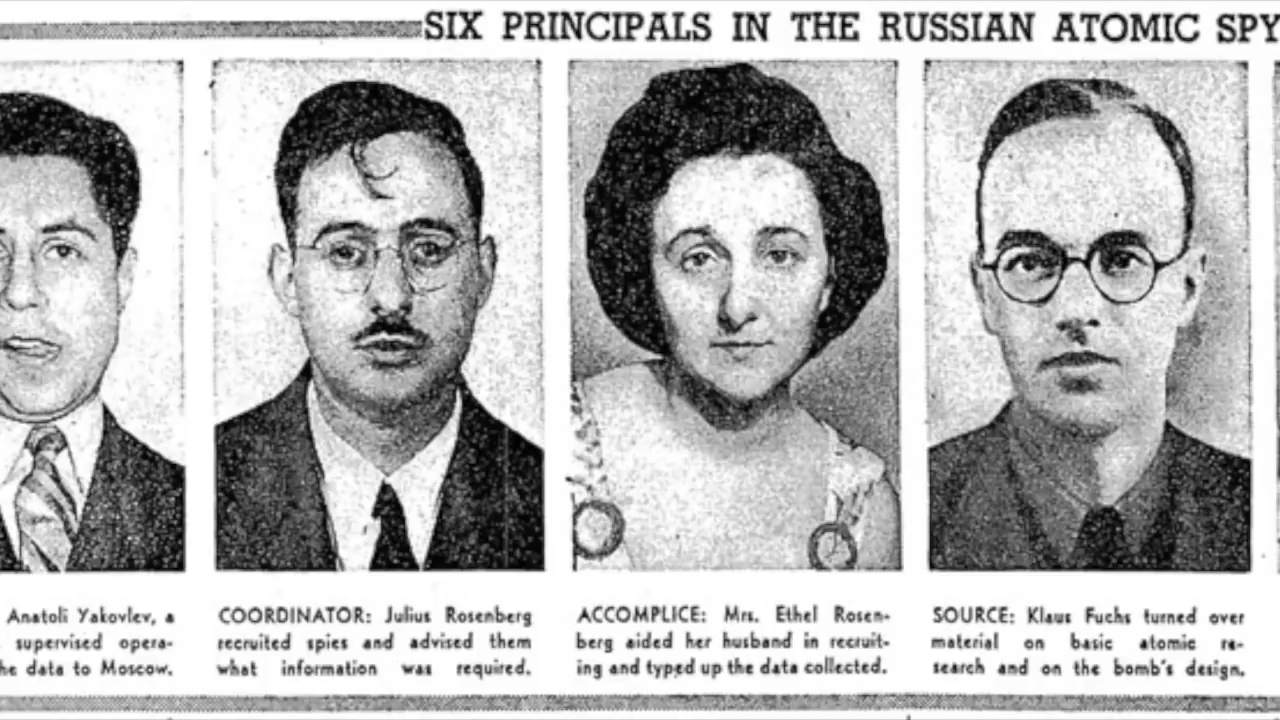 SIX PRINCIPALS IN THE RUSSIAN ATOMIC SPY
Anatoli Yakovlev, a
supervised opera-
data to Moscow.
COORDINATOR: Julius Rosenberg
recruited spies and advised them
what information was required.
ACCOMPLICE: Mrs. Ethel Rosen-
berg aided her husband in recruit-
ing and typed up the data collected.
SOURCE: Klaus Fuchs turned over
material on basic atomic re-
search and on the bomb's design.